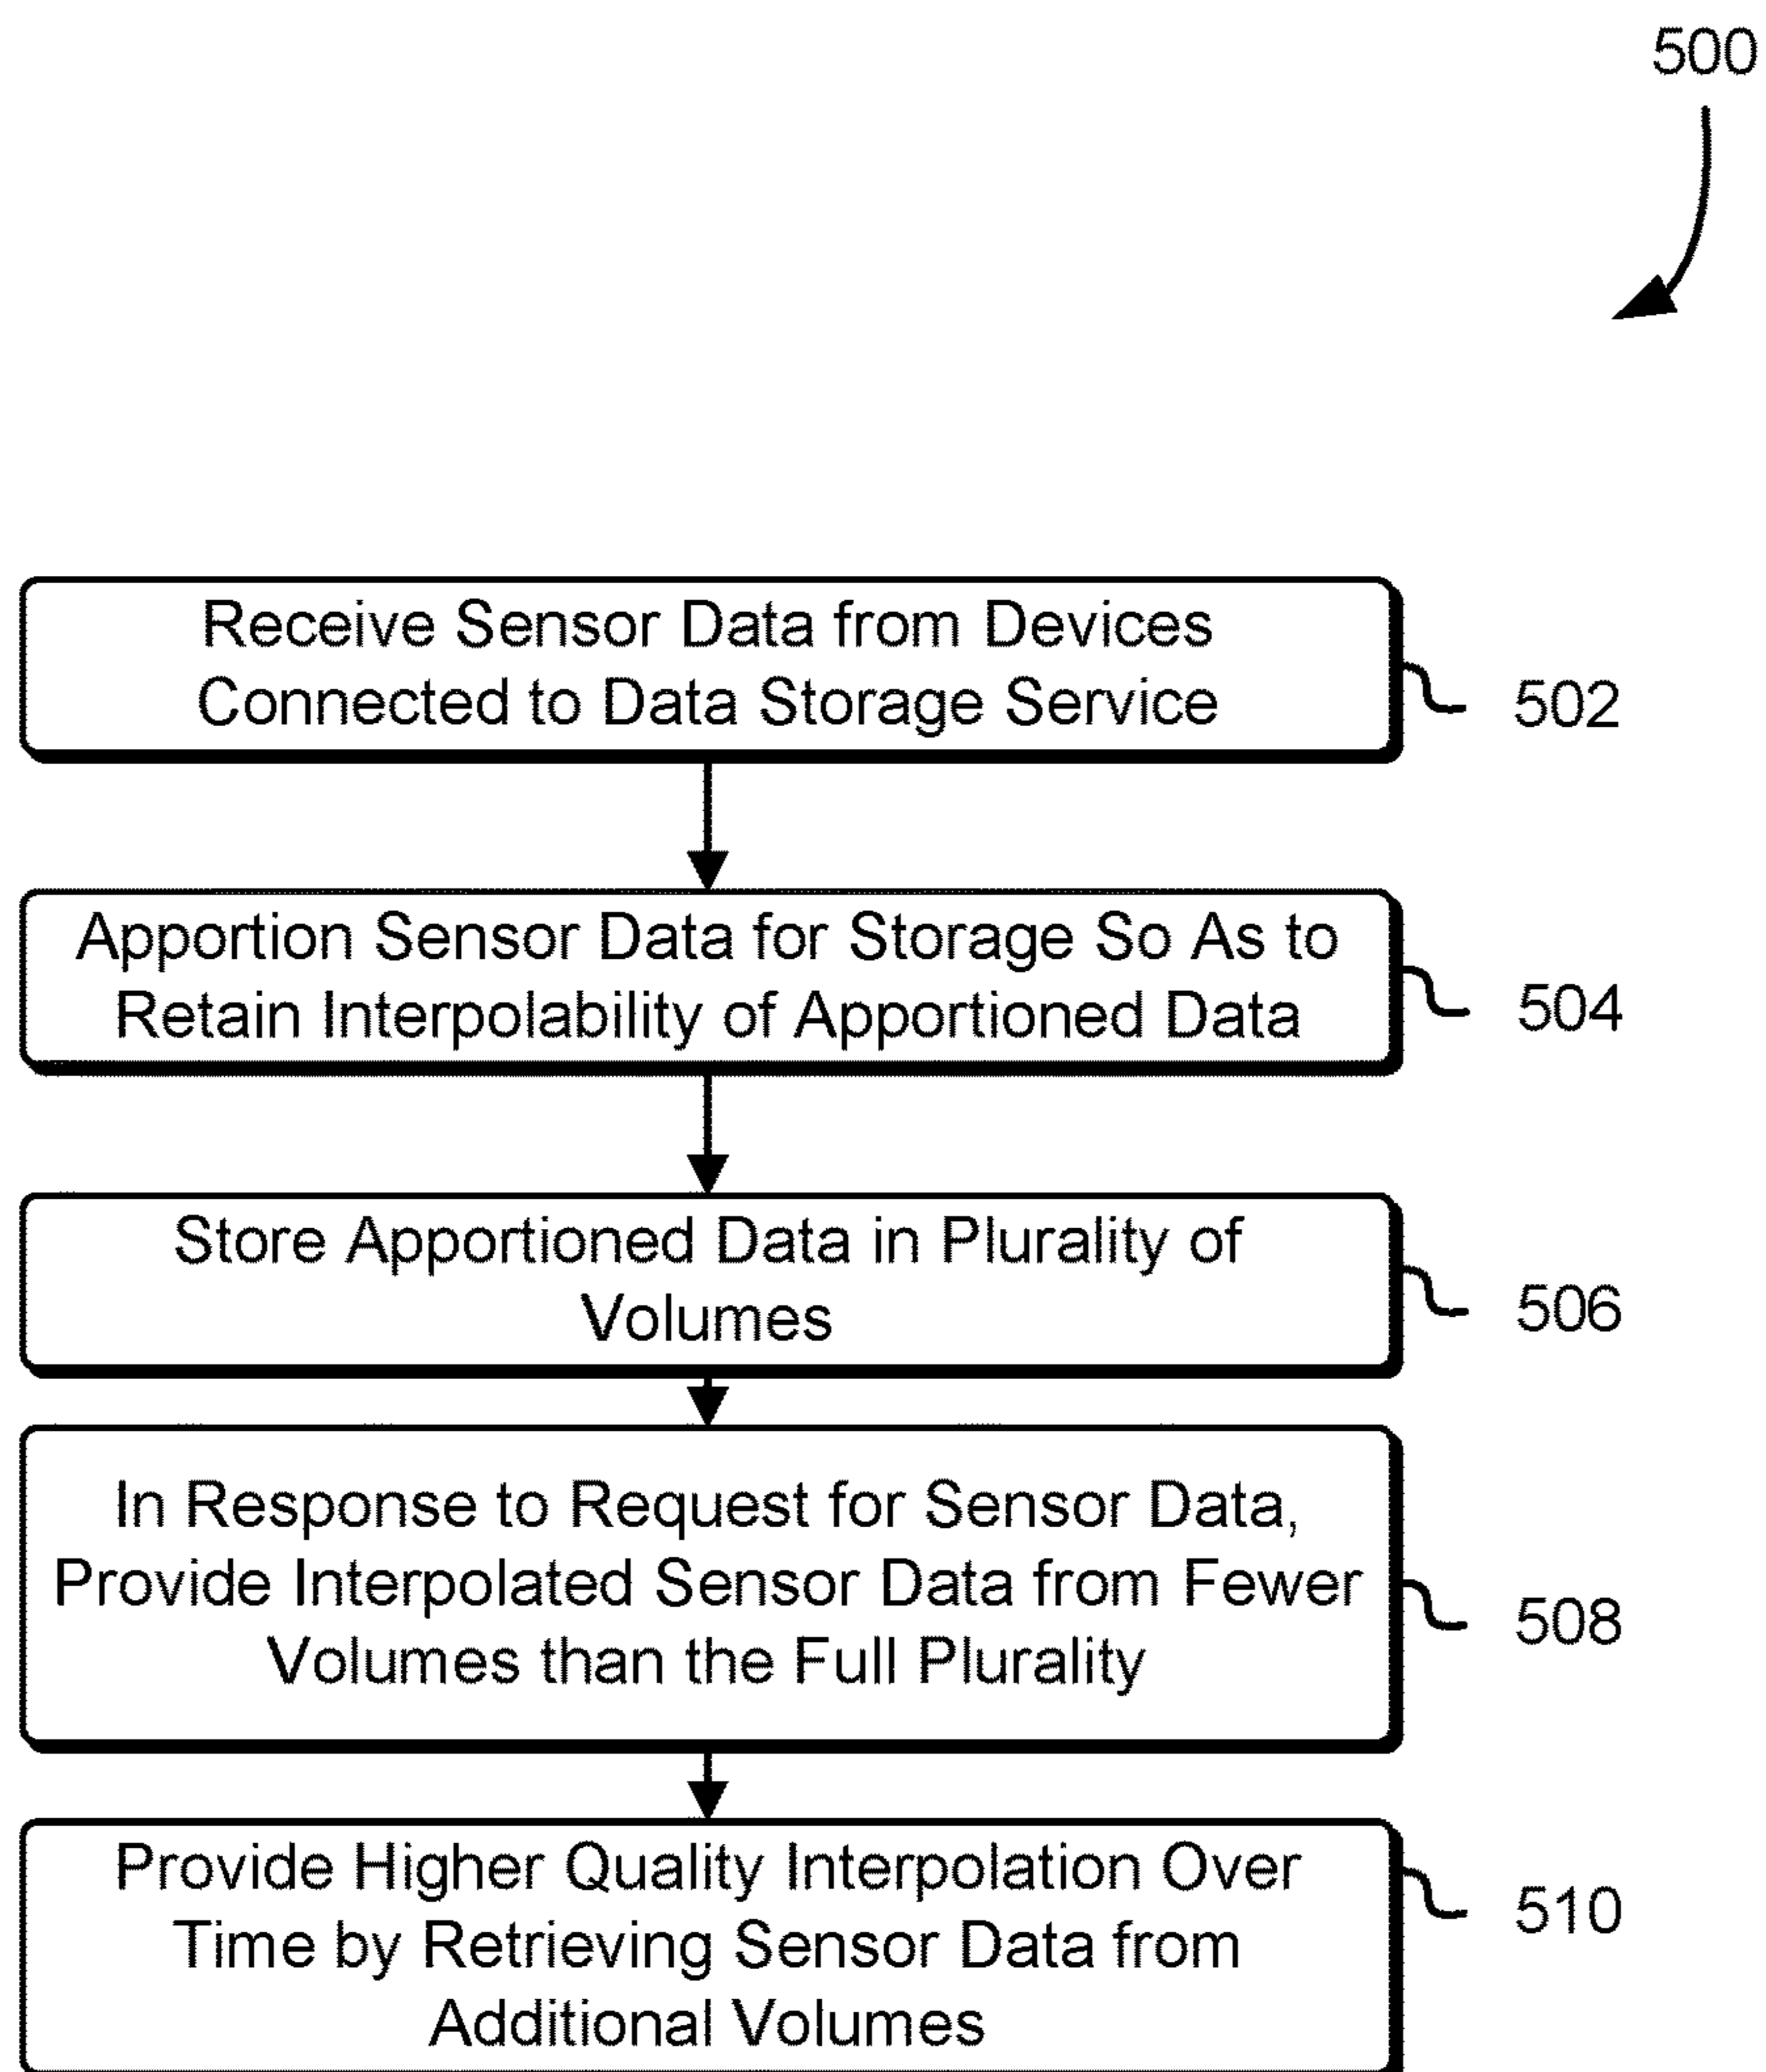 500
Receive Sensor Data from Devices
Connected to Data Storage Service
502
Apportion Sensor Data for Storage So As to
Retain Interpolability of Apportioned Data
504
Store Apportioned Data in Plurality of
Volumes
506
In Response to Request for Sensor Data,
Provide Interpolated Sensor Data from Fewer
Volumes than the Full Plurality
508
Provide Higher Quality Interpolation Over
Time by Retrieving Sensor Data from
Additional Volumes
510